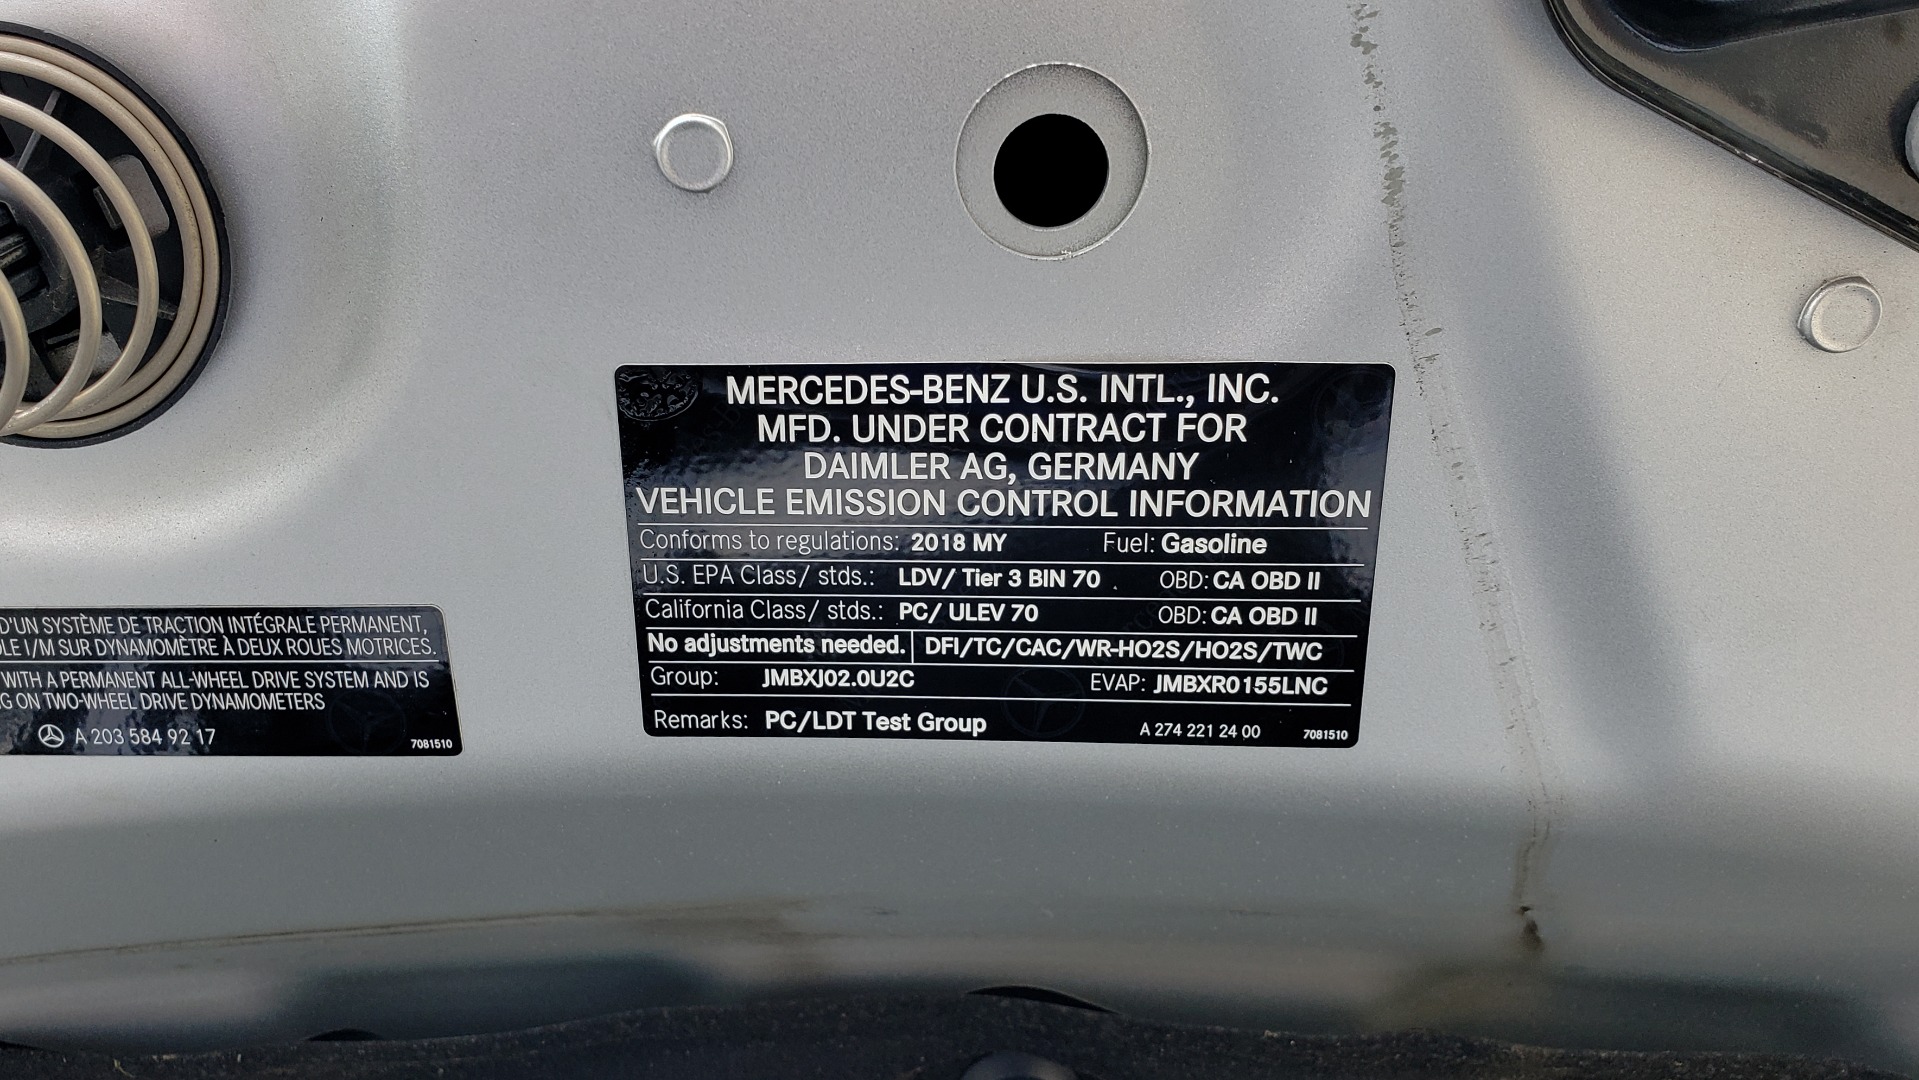 MERCEDES-BENZ U.S. INTL., INC.
MFD. UNDER CONTRACT FOR
DAIMLER AG, GERMANY
VEHICLE EMISSION CONTROL INFORMATION
Conforms to regulations: 2018 MY Fuel: Gasoline
U.S. EPA Class/ stds.: LDV/ Tier 3 BIN 70 OBD: CA OBD II
California Class/ stds.: PC/ ULEV 70 OBD: CA OBD II
No adjustments needed. DFI/TC/CAC/WR-HO2S/HO2S/TWC
Group: JMBXJ02.0U2C EVAP: JMBXR0155LNC
Remarks: PC/LDT Test Group A 274 221 24 00 7081510
D'UN SYSTÈME DE TRACTION INTÉGRALE PERMANENT,
I/M SUR DYNAMOMÈTRE À DEUX ROUES MOTRICES.
WITH A PERMANENT ALL-WHEEL DRIVE SYSTEM AND IS
ON TWO-WHEEL DRIVE DYNAMOMETERS
A 203 584 92 17 7081510